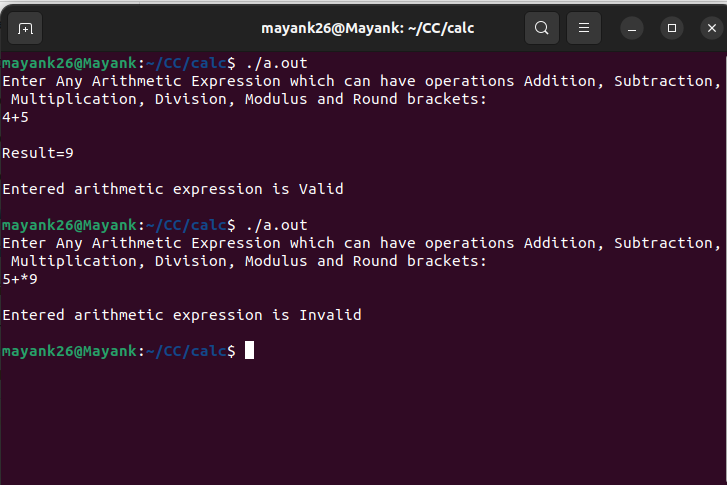 mayank26@Mayank: ~/CC/calc
mayank26@Mayank:~/CC/calc$ ./a.out
Enter Any Arithmetic Expression which can have operations Addition, Subtraction,
 Multiplication, Division, Modulus and Round brackets:
4+5
Result=9
Entered arithmetic expression is Valid
mayank26@Mayank:~/CC/calc$ ./a.out
Enter Any Arithmetic Expression which can have operations Addition, Subtraction,
 Multiplication, Division, Modulus and Round brackets:
5+*9
Entered arithmetic expression is Invalid
mayank26@Mayank:~/CC/calc$